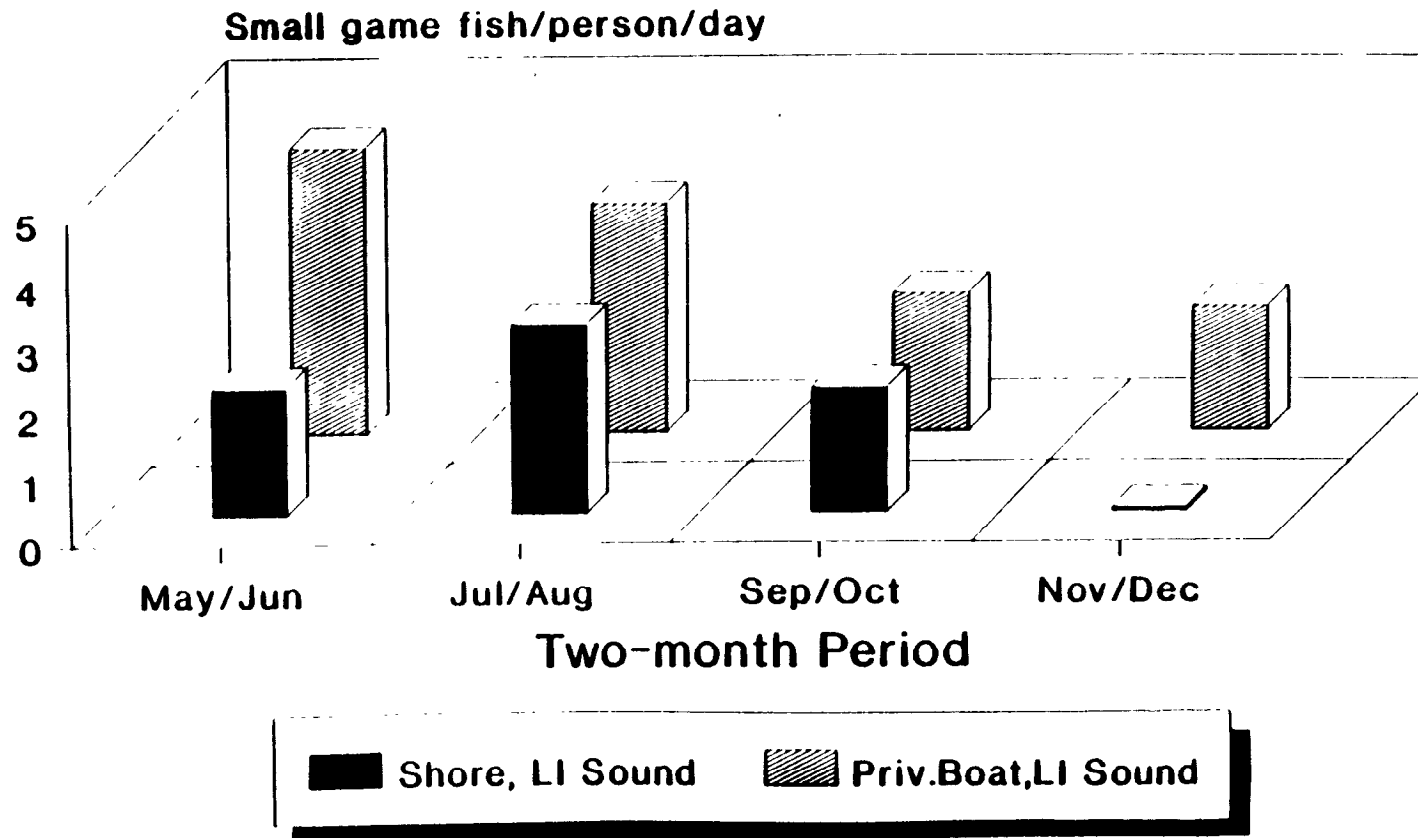 Small game fish/person/day
5
4
3
2
1
0
May/Jun Jul/Aug Sep/Oct Nov/Dec
Two-month Period
Shore, LI Sound Priv.Boat,LI Sound